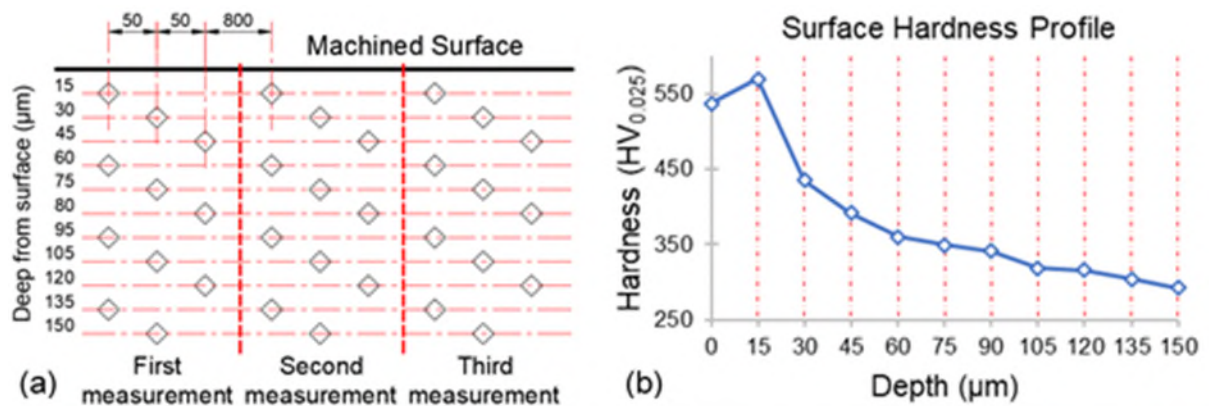 50 50 800
Machined Surface
Deep from surface (µm)
15
30
45
60
75
80
95
105
120
135
150
First measurement
Second measurement
Third measurement
(a)
Surface Hardness Profile
Hardness (HV0.025)
550
450
350
250
0 15 30 45 60 75 90 105 120 135 150
Depth (µm)
(b)